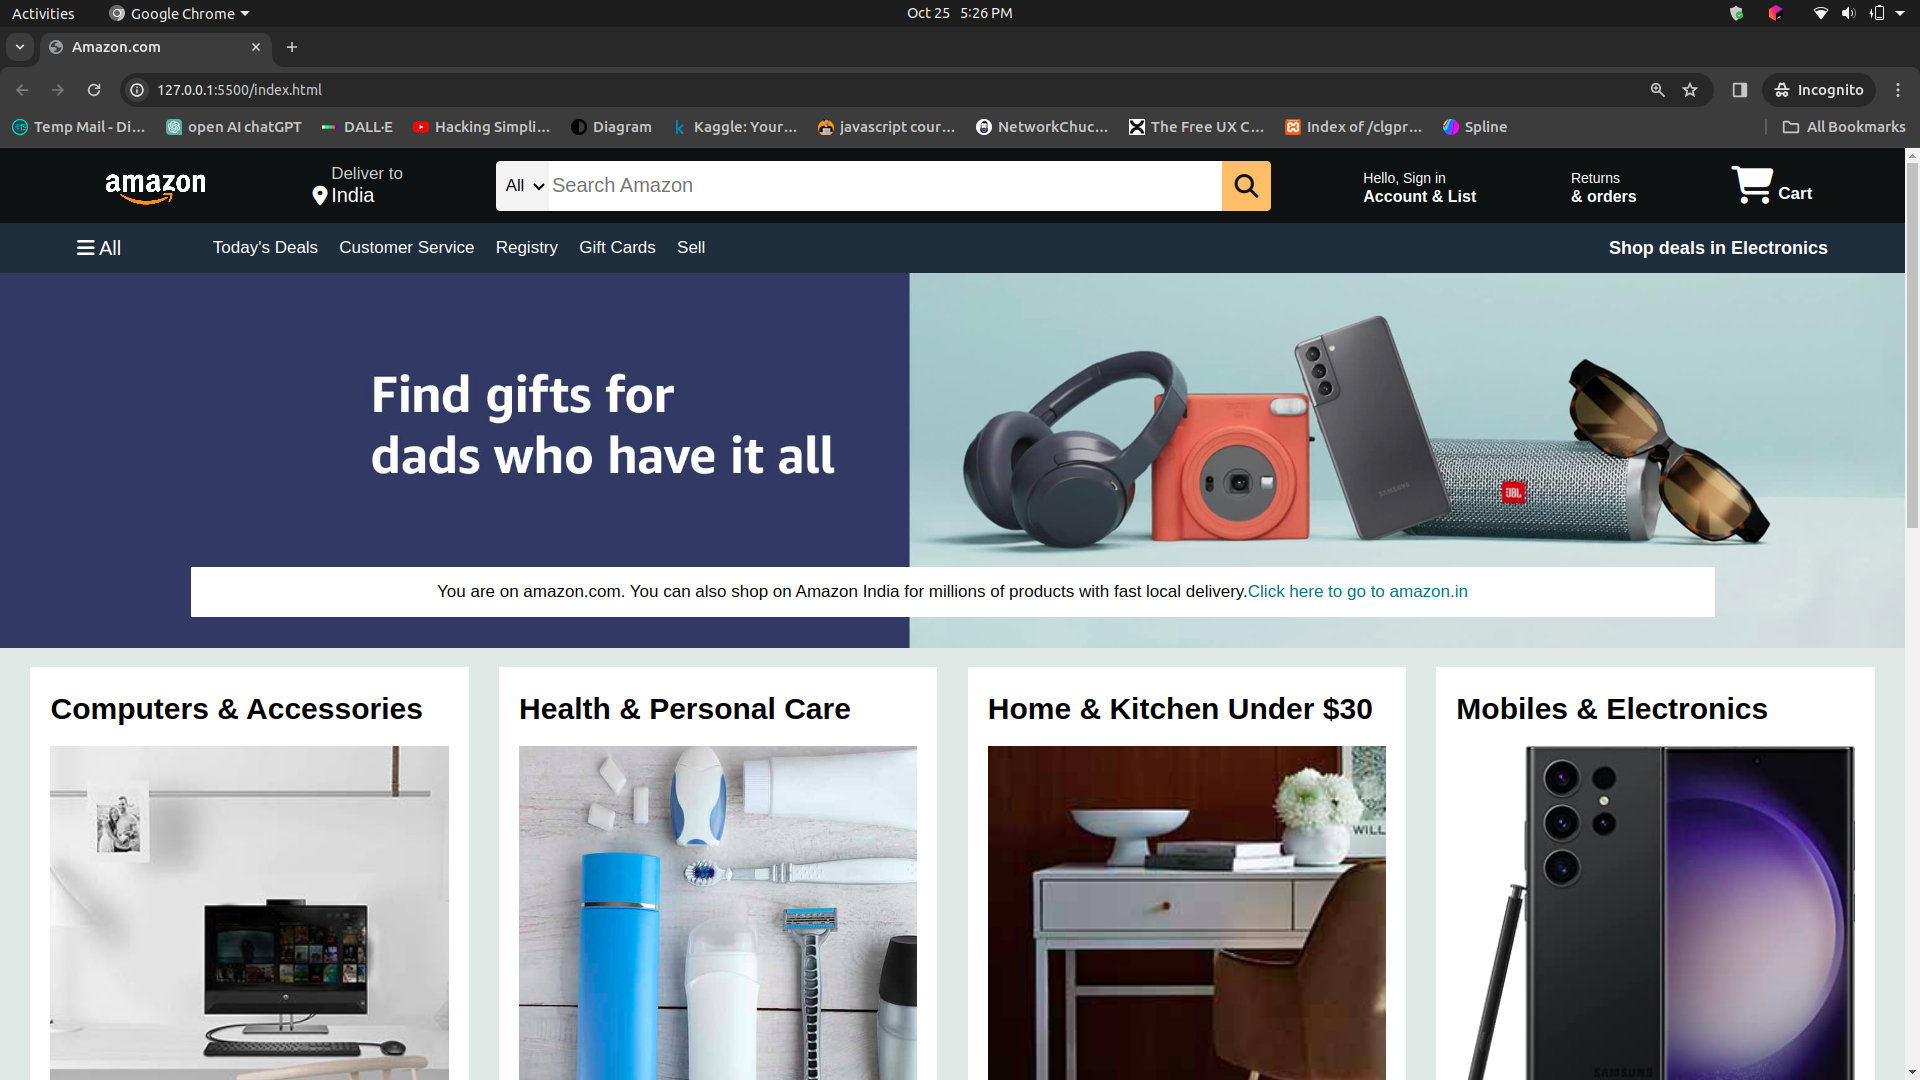 Activities Google Chrome Oct 25 5:26 PM
Amazon.com
127.0.0.1:5500/index.html Incognito
Temp Mail - Di... open AI chatGPT DALL·E Hacking Simpli... Diagram Kaggle: Your... javascript cour... NetworkChuc... The Free UX C... Index of /clgpr... Spline All Bookmarks
amazon
Deliver to
India
All Search Amazon
Hello, Sign in
Account & List
Returns
& orders
Cart
All Today's Deals Customer Service Registry Gift Cards Sell Shop deals in Electronics
Find gifts for
dads who have it all
SAMSUNG
JBL
You are on amazon.com. You can also shop on Amazon India for millions of products with fast local delivery.Click here to go to amazon.in
Computers & Accessories Health & Personal Care Home & Kitchen Under $30 Mobiles & Electronics
WILL
SAMSUNG